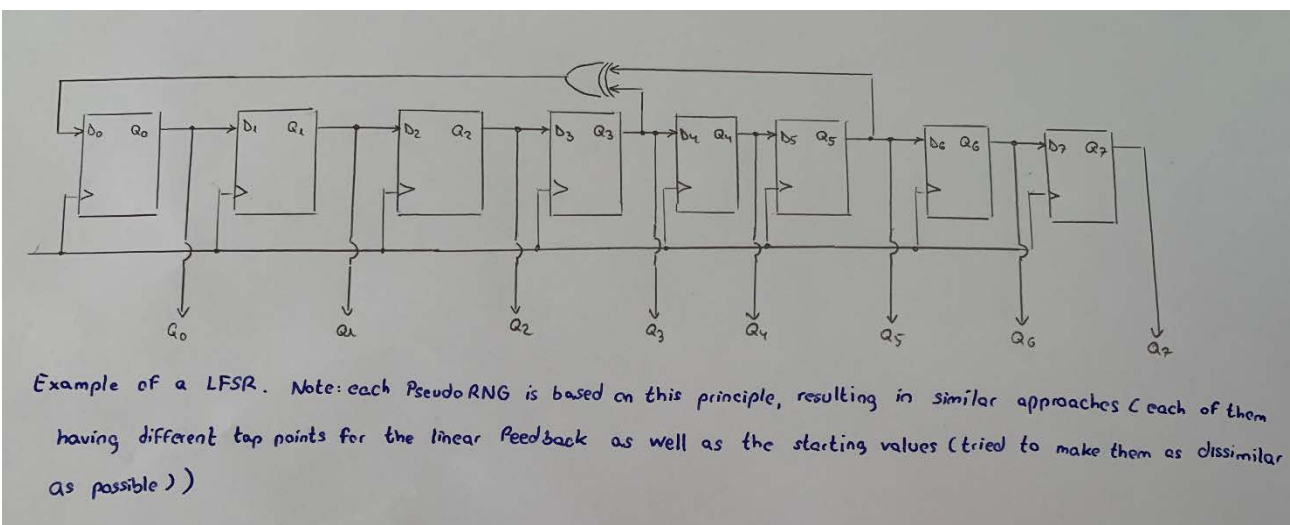 D0 Q0 D1 Q1 D2 Q2 D3 Q3 D4 Q4 D5 Q5 D6 Q6 D7 Q7
Q0 Q1 Q2 Q3 Q4 Q5 Q6 Q7
Example of a LFSR. Note: each PseudoRNG is based on this principle, resulting in similar approaches (each of them
having different tap points for the linear feedback as well as the starting values (tried to make them as dissimilar
as possible))